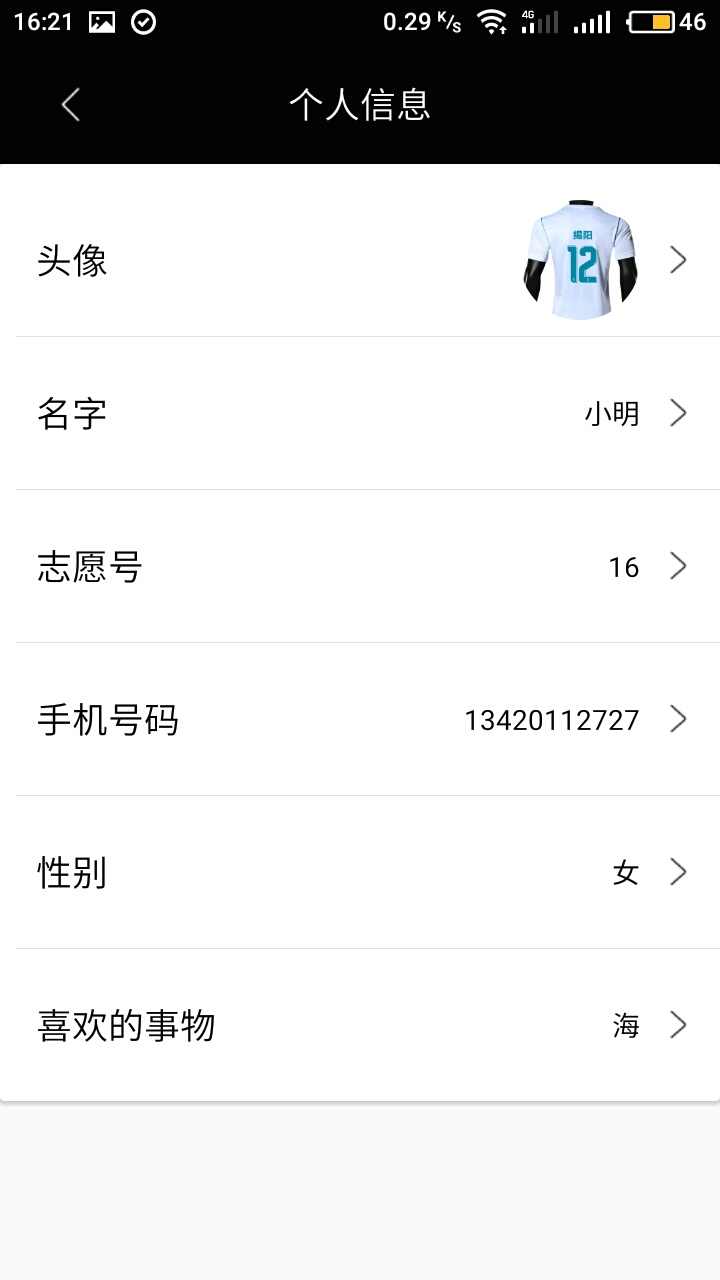 16:21 0.29 K/s 4G 46
个人信息
头像
揭阳
12
名字 小明
志愿号 16
手机号码 13420112727
性别 女
喜欢的事物 海